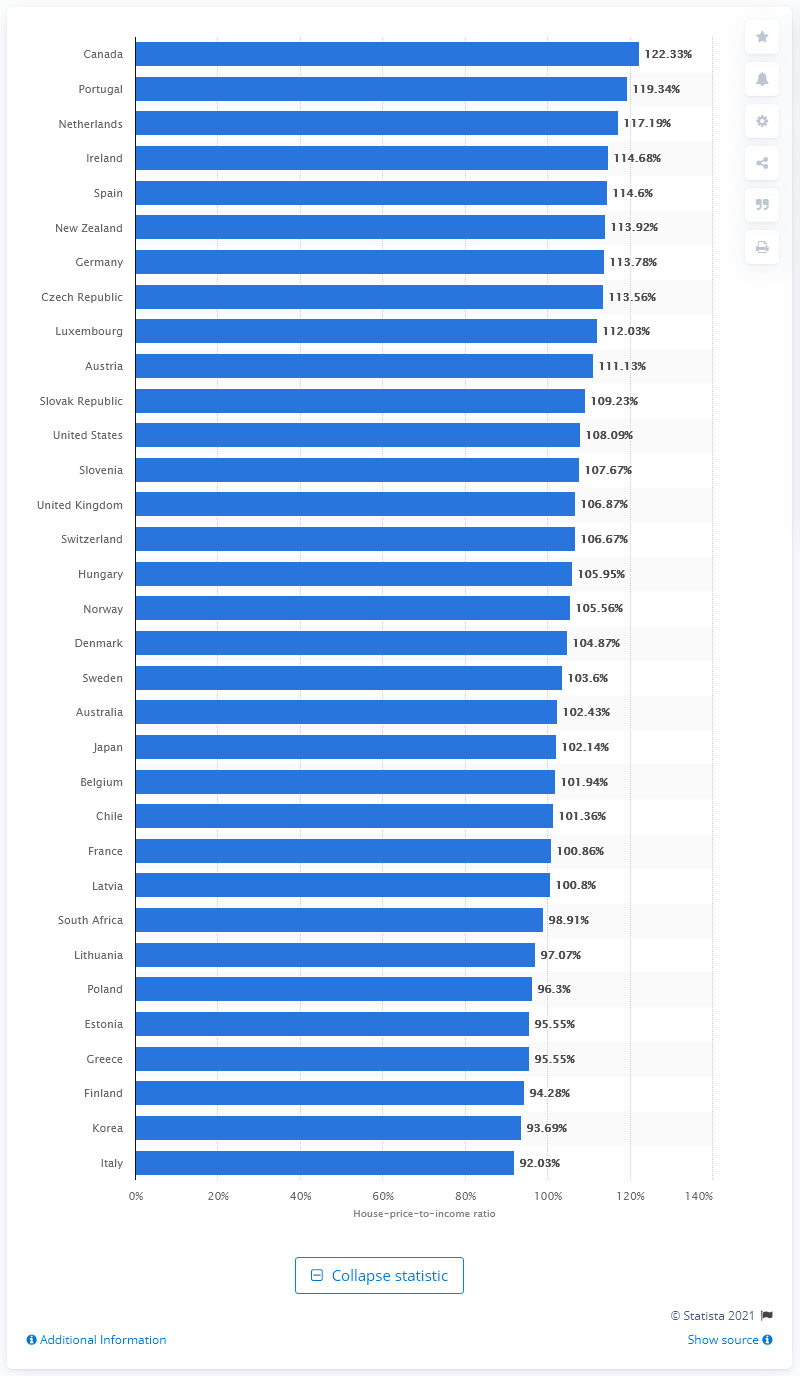 Canada 122.33%
Portugal 119.34%
Netherlands 117.19%
Ireland 114.68%
Spain 114.6%
New Zealand 113.92%
Germany 113.78%
Czech Republic 113.56%
Luxembourg 112.03%
Austria 111.13%
Slovak Republic 109.23%
United States 108.09%
Slovenia 107.67%
United Kingdom 106.87%
Switzerland 106.67%
Hungary 105.95%
Norway 105.56%
Denmark 104.87%
Sweden 103.6%
Australia 102.43%
Japan 102.14%
Belgium 101.94%
Chile 101.36%
France 100.86%
Latvia 100.8%
South Africa 98.91%
Lithuania 97.07%
Poland 96.3%
Estonia 95.55%
Greece 95.55%
Finland 94.28%
Korea 93.69%
Italy 92.03%
0% 20% 40% 60% 80% 100% 120% 140%
House-price-to-income ratio
Collapse statistic
© Statista 2021
Additional Information Show source